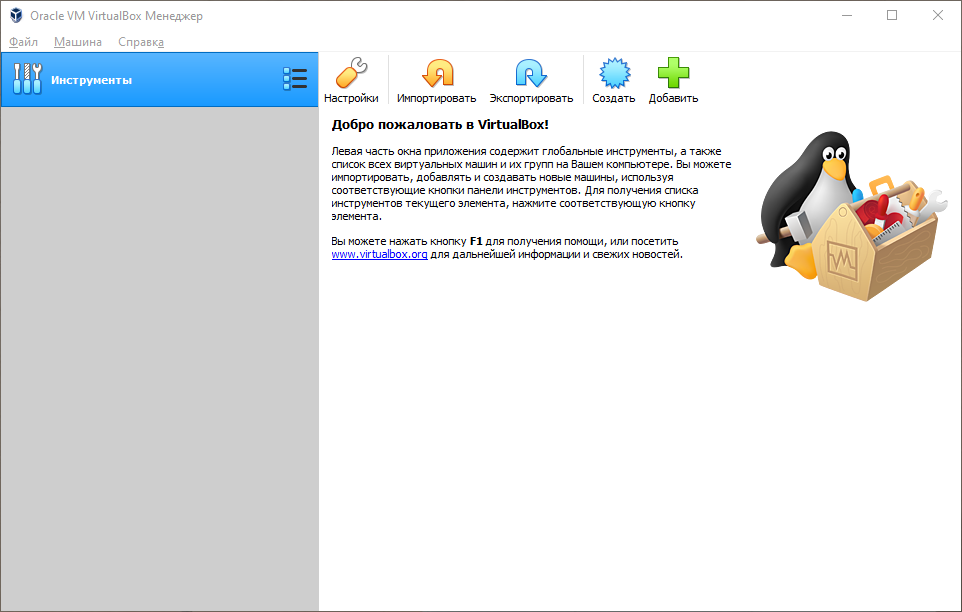 Oracle VM VirtualBox Менеджер
Файл Машина Справка
Инструменты
Настройки Импортировать Экспортировать Создать Добавить
Добро пожаловать в VirtualBox!
Левая часть окна приложения содержит глобальные инструменты, а также
список всех виртуальных машин и их групп на Вашем компьютере. Вы можете
импортировать, добавлять и создавать новые машины, используя
соответствующие кнопки панели инструментов. Для получения списка
инструментов текущего элемента, нажмите соответствующую кнопку
элемента.
Вы можете нажать кнопку F1 для получения помощи, или посетить
www.virtualbox.org для дальнейшей информации и свежих новостей.